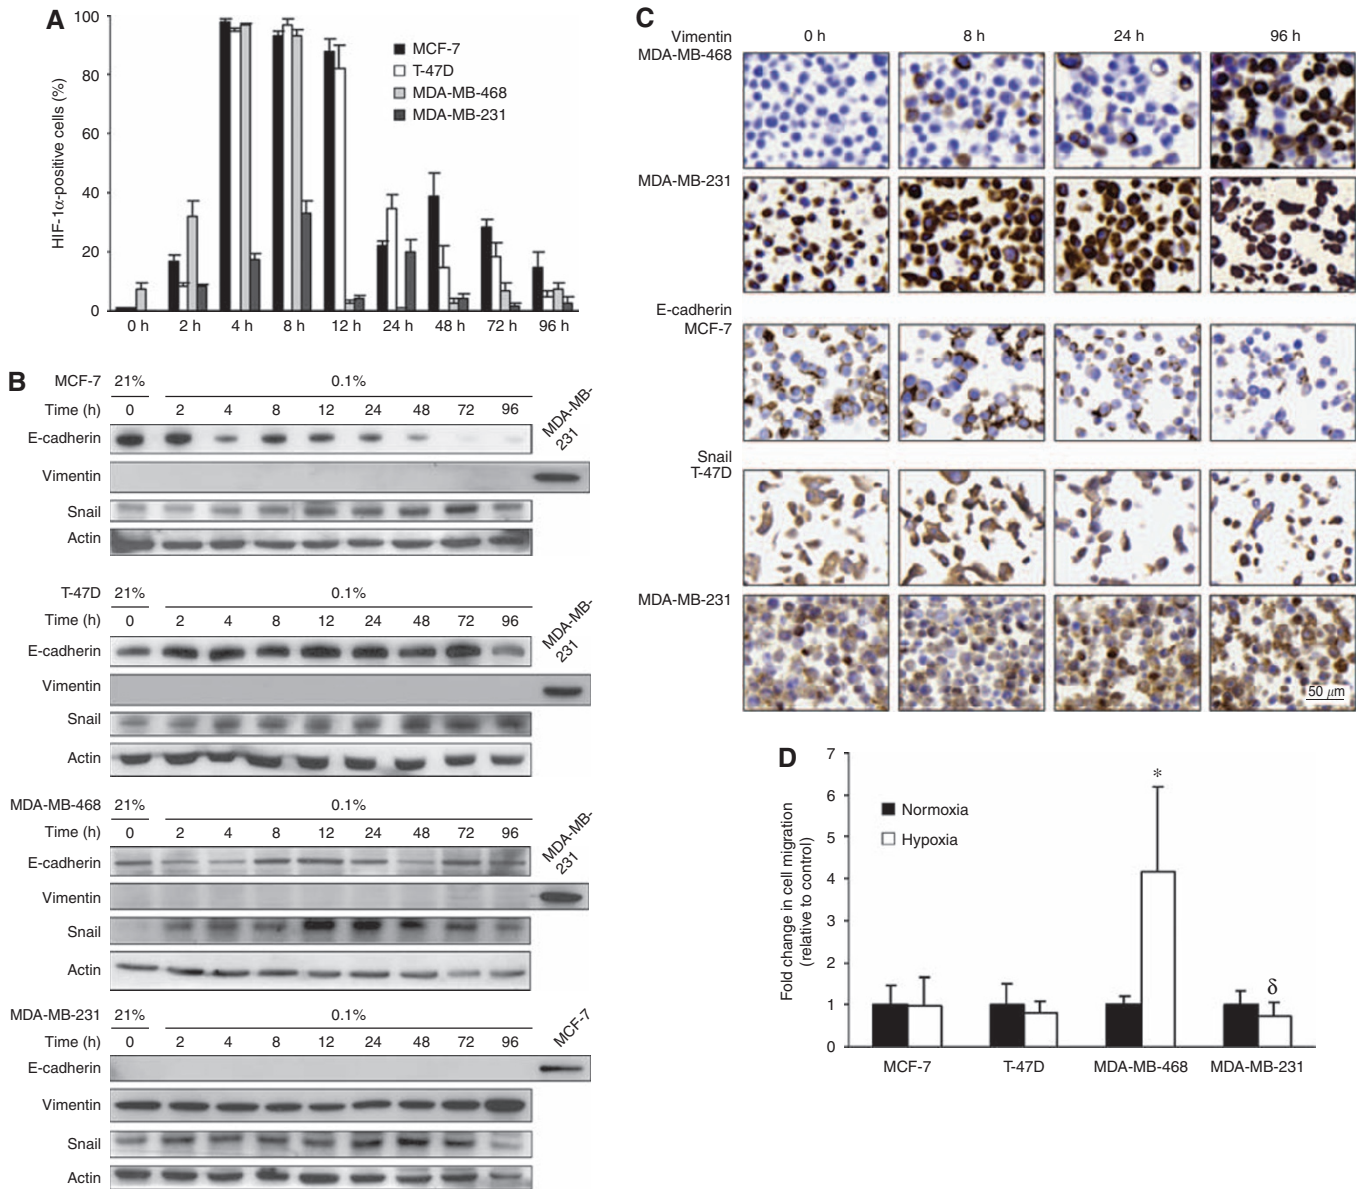 A
HIF-1α-positive cells (%)
100
80
60
40
20
0
MCF-7
T-47D
MDA-MB-468
MDA-MB-231
0 h 2 h 4 h 8 h 12 h 24 h 48 h 72 h 96 h
B
MCF-7 21% 0.1%
Time (h) 0 2 4 8 12 24 48 72 96 MDA-MB-231
E-cadherin
Vimentin
Snail
Actin
T-47D 21% 0.1%
Time (h) 0 2 4 8 12 24 48 72 96 MDA-MB-231
E-cadherin
Vimentin
Snail
Actin
MDA-MB-468 21% 0.1%
Time (h) 0 2 4 8 12 24 48 72 96 MDA-MB-231
E-cadherin
Vimentin
Snail
Actin
MDA-MB-231 21% 0.1%
Time (h) 0 2 4 8 12 24 48 72 96 MCF-7
E-cadherin
Vimentin
Snail
Actin
C
Vimentin 0 h 8 h 24 h 96 h
MDA-MB-468
MDA-MB-231
E-cadherin
MCF-7
Snail
T-47D
MDA-MB-231
50 μm
D
Fold change in cell migration
(relative to control)
7
6
5
4
3
2
1
0
Normoxia
Hypoxia
*
δ
MCF-7 T-47D MDA-MB-468 MDA-MB-231